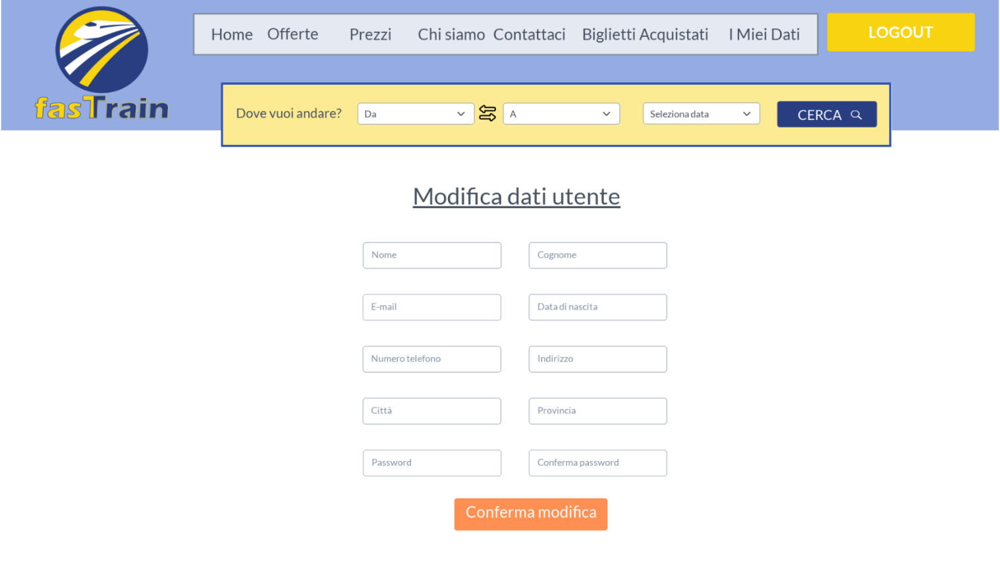 fasTrain
Home Offerte Prezzi Chi siamo Contattaci Biglietti Acquistati I Miei Dati
LOGOUT
Dove vuoi andare? Da A Seleziona data CERCA
Modifica dati utente
Nome Cognome
E-mail Data di nascita
Numero telefono Indirizzo
Città Provincia
Password Conferma password
Conferma modifica